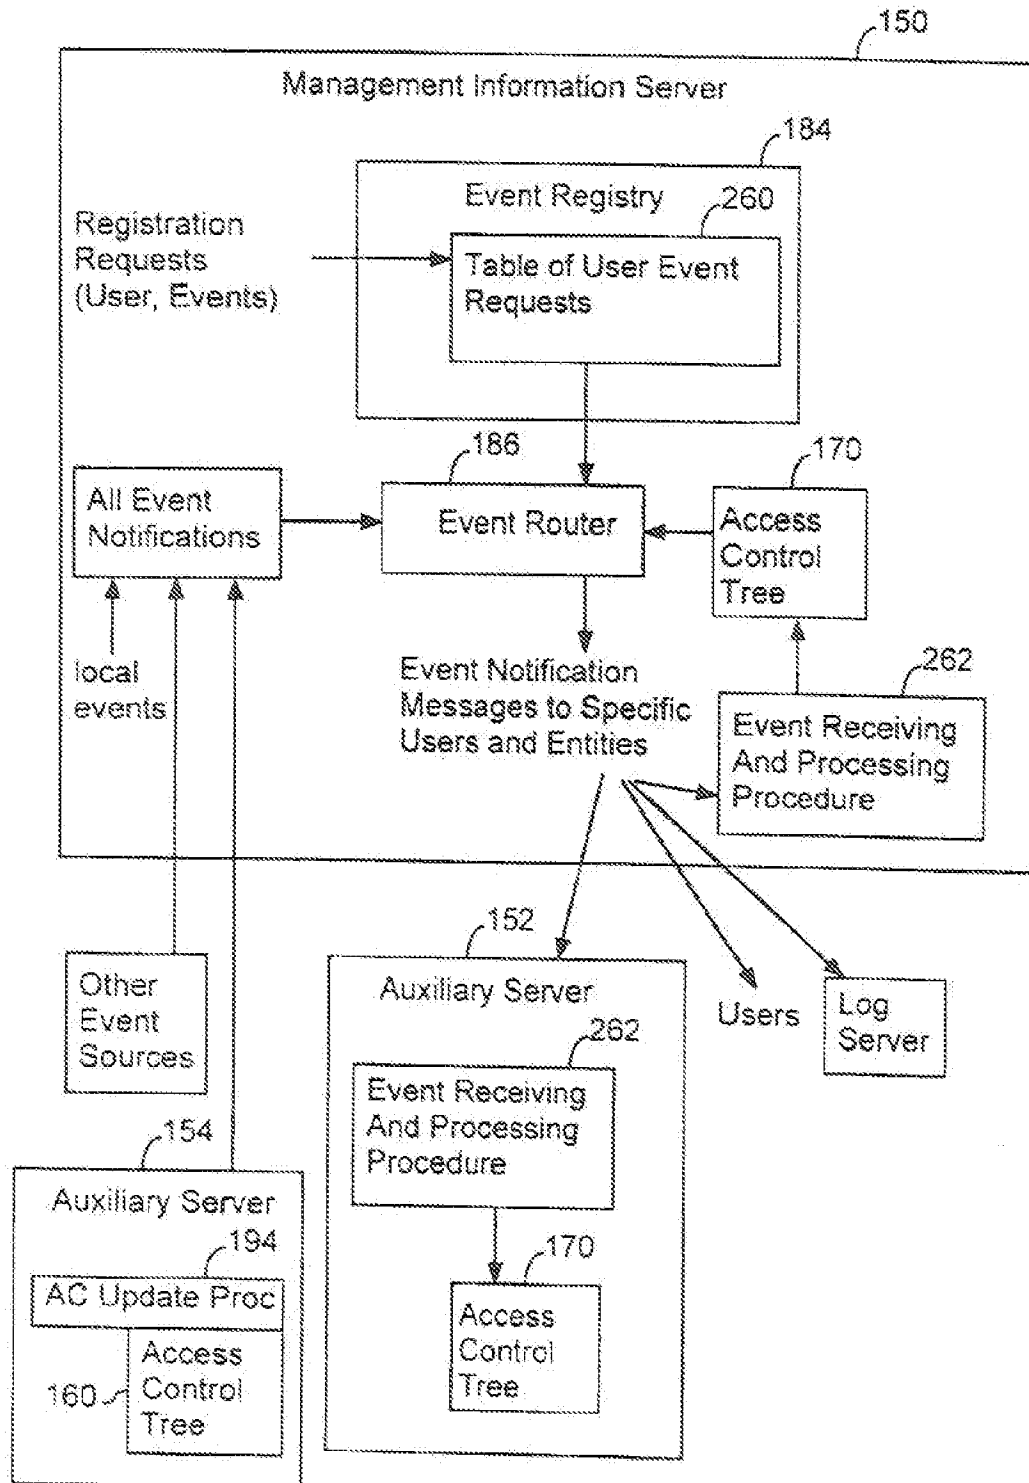 150
Management Information Server
184
Event Registry
260
Registration
Requests
(User, Events)
Table of User Event
Requests
186
170
All Event
Notifications
Event Router
Access
Control
Tree
local
events
Event Notification
Messages to Specific
Users and Entities
262
Event Receiving
And Processing
Procedure
152
Other
Event
Sources
Auxiliary Server
Users
Log
Server
262
Event Receiving
And Processing
Procedure
154
Auxiliary Server
194
AC Update Proc
170
Access
Control
Tree
160
Access
Control
Tree